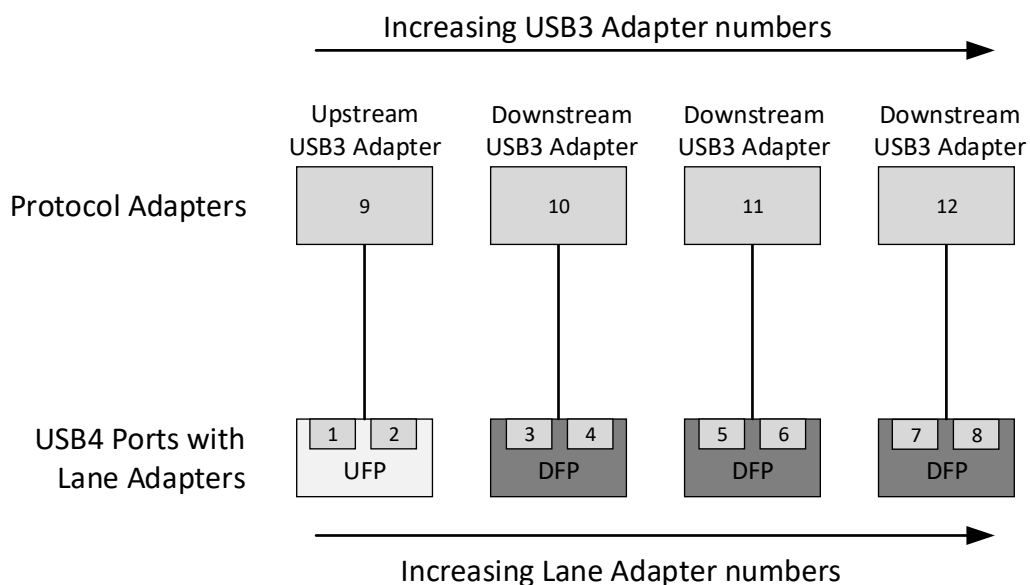 Increasing USB3 Adapter numbers
Upstream
USB3 Adapter
Downstream
USB3 Adapter
Downstream
USB3 Adapter
Downstream
USB3 Adapter
Protocol Adapters
9
10
11
12
USB4 Ports with
Lane Adapters
1 2
UFP
3 4
DFP
5 6
DFP
7 8
DFP
Increasing Lane Adapter numbers